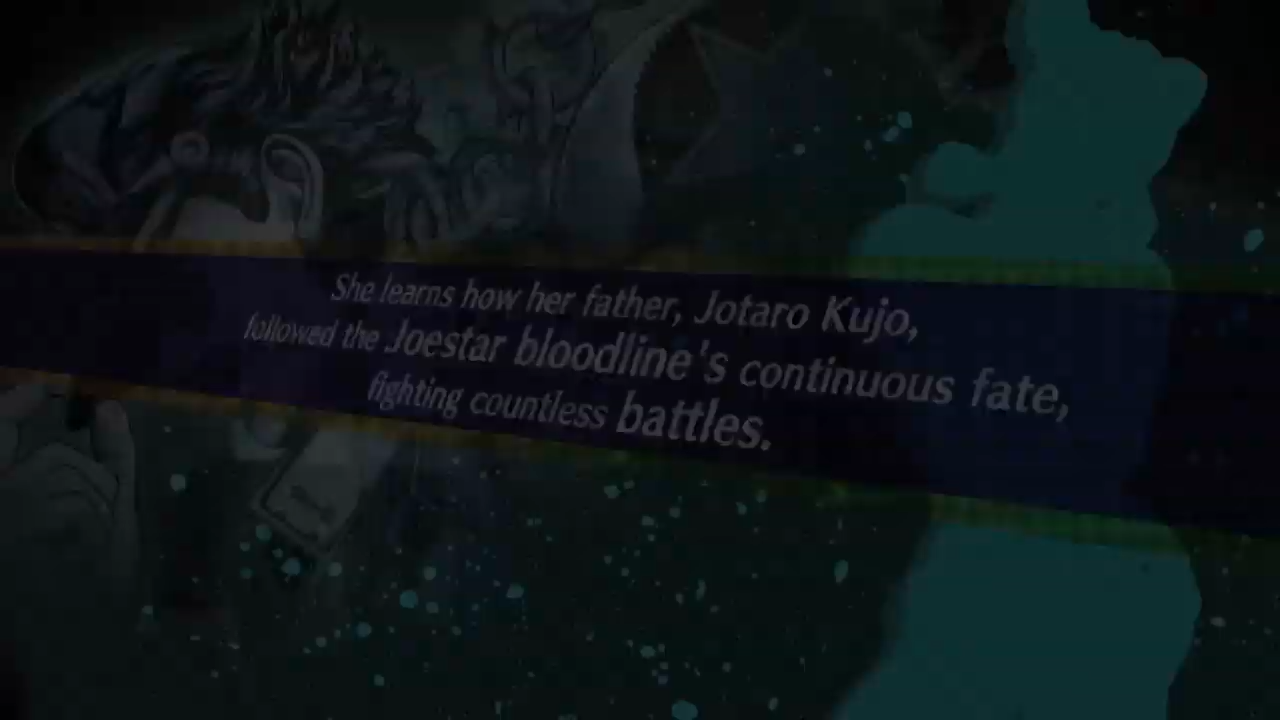 She learns how her father, Jotaro Kujo,
followed the Joestar bloodline's continuous fate,
fighting countless battles.